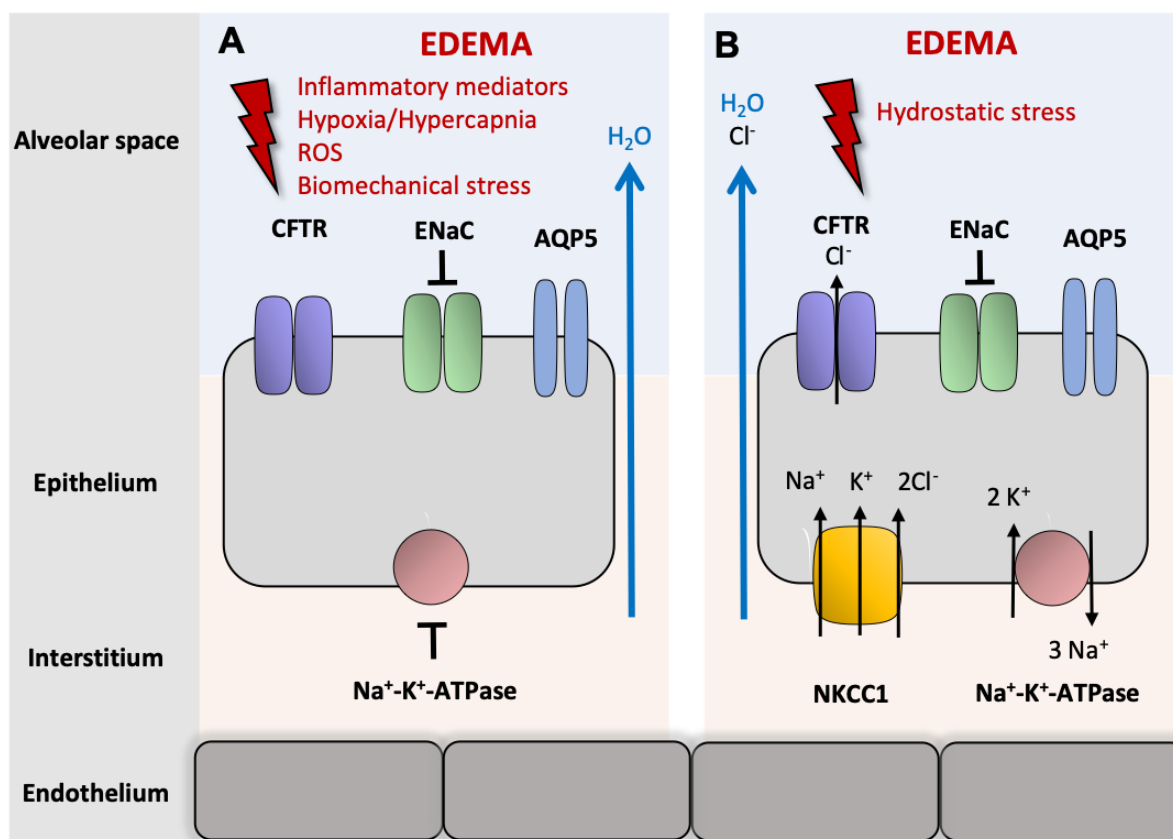 A
EDEMA
Inflammatory mediators
Hypoxia/Hypercapnia
ROS
Biomechanical stress
H₂O
CFTR
ENaC
AQP5
Na⁺-K⁺-ATPase
B
EDEMA
Hydrostatic stress
H₂O
Cl⁻
CFTR
Cl⁻
ENaC
AQP5
Na⁺
K⁺
2Cl⁻
2 K⁺
3 Na⁺
NKCC1
Na⁺-K⁺-ATPase
Alveolar space
Epithelium
Interstitium
Endothelium